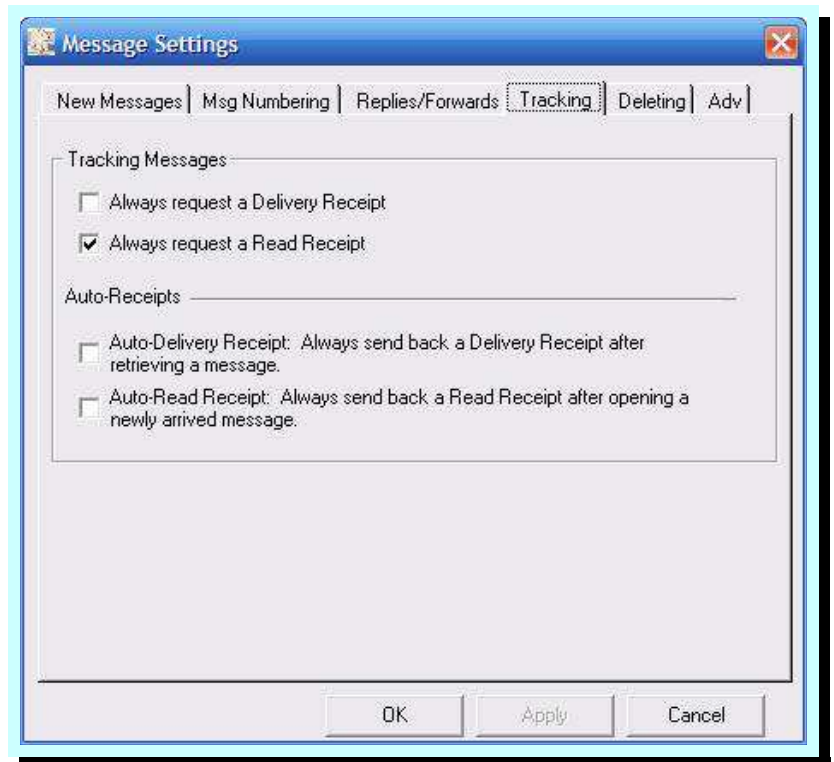 Message Settings
New Messages Msg Numbering Replies/Forwards Tracking Deleting Adv
Tracking Messages
Always request a Delivery Receipt
Always request a Read Receipt
Auto-Receipts
Auto-Delivery Receipt: Always send back a Delivery Receipt after
retrieving a message.
Auto-Read Receipt: Always send back a Read Receipt after opening a
newly arrived message.
OK Apply Cancel